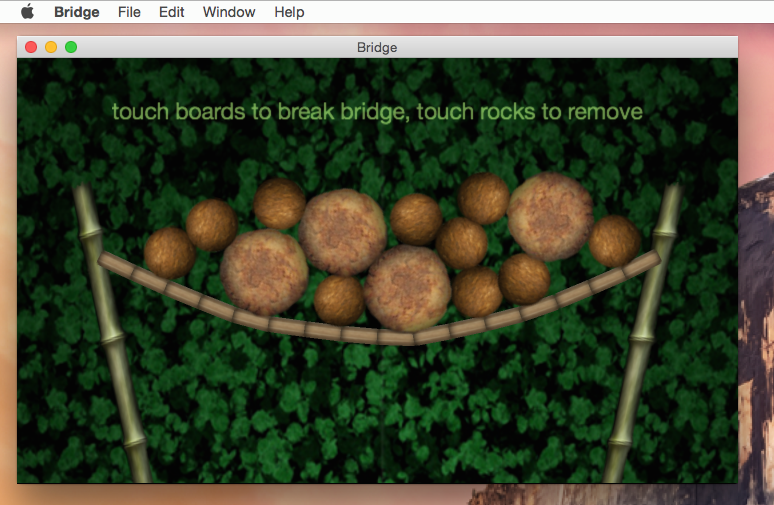 Bridge File Edit Window Help
Bridge
touch boards to break bridge, touch rocks to remove